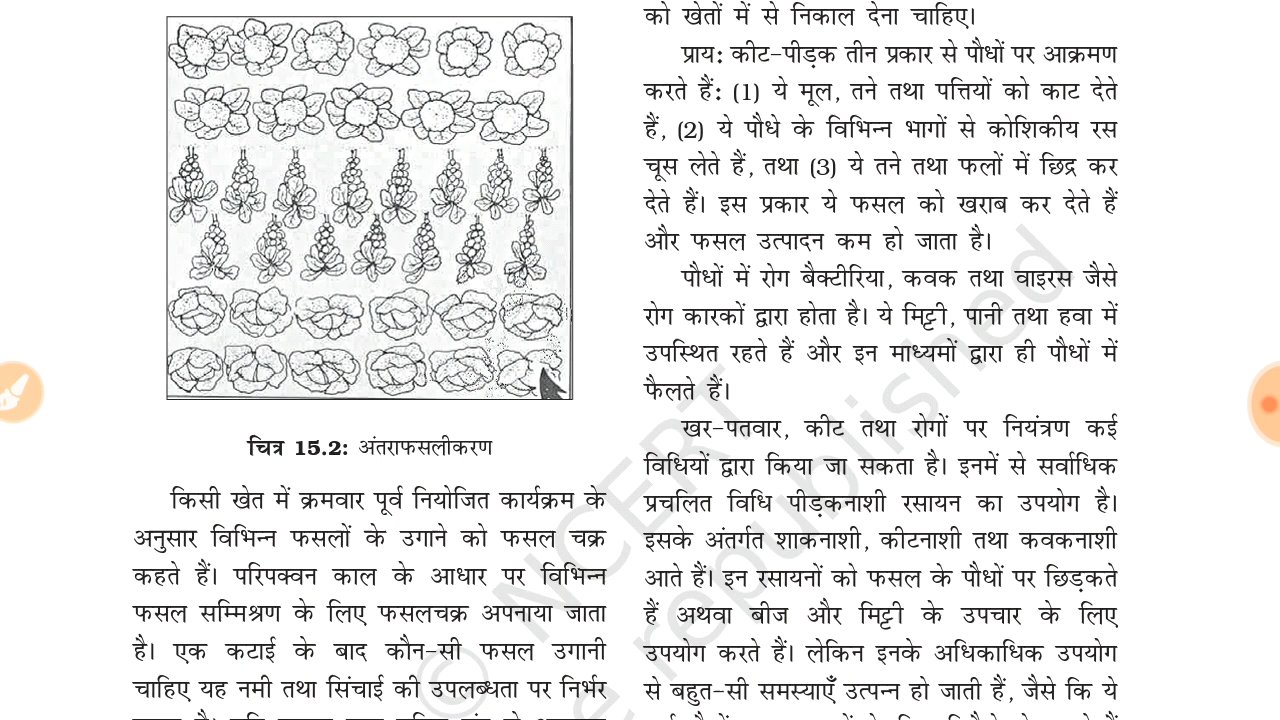 चित्र 15.2: अंतराफसलीकरण
किसी खेत में क्रमवार पूर्व नियोजित कार्यक्रम के
अनुसार विभिन्न फसलों के उगाने को फसल चक्र
कहते हैं। परिपक्वन काल के आधार पर विभिन्न
फसल सम्मिश्रण के लिए फसलचक्र अपनाया जाता
है। एक कटाई के बाद कौन-सी फसल उगानी
चाहिए यह नमी तथा सिंचाई की उपलब्धता पर निर्भर
को खेतों में से निकाल देना चाहिए।
प्राय: कीट-पीड़क तीन प्रकार से पौधों पर आक्रमण
करते हैं: (1) ये मूल, तने तथा पत्तियों को काट देते
हैं, (2) ये पौधे के विभिन्न भागों से कोशिकीय रस
चूस लेते हैं, तथा (3) ये तने तथा फलों में छिद्र कर
देते हैं। इस प्रकार ये फसल को खराब कर देते हैं
और फसल उत्पादन कम हो जाता है।
पौधों में रोग बैक्टीरिया, कवक तथा वाइरस जैसे
रोग कारकों द्वारा होता है। ये मिट्टी, पानी तथा हवा में
उपस्थित रहते हैं और इन माध्यमों द्वारा ही पौधों में
फैलते हैं।
खर-पतवार, कीट तथा रोगों पर नियंत्रण कई
विधियों द्वारा किया जा सकता है। इनमें से सर्वाधिक
प्रचलित विधि पीड़कनाशी रसायन का उपयोग है।
इसके अंतर्गत शाकनाशी, कीटनाशी तथा कवकनाशी
आते हैं। इन रसायनों को फसल के पौधों पर छिड़कते
हैं अथवा बीज और मिट्टी के उपचार के लिए
उपयोग करते हैं। लेकिन इनके अधिकाधिक उपयोग
से बहुत-सी समस्याएँ उत्पन्न हो जाती हैं, जैसे कि ये
© NCERT
e republished